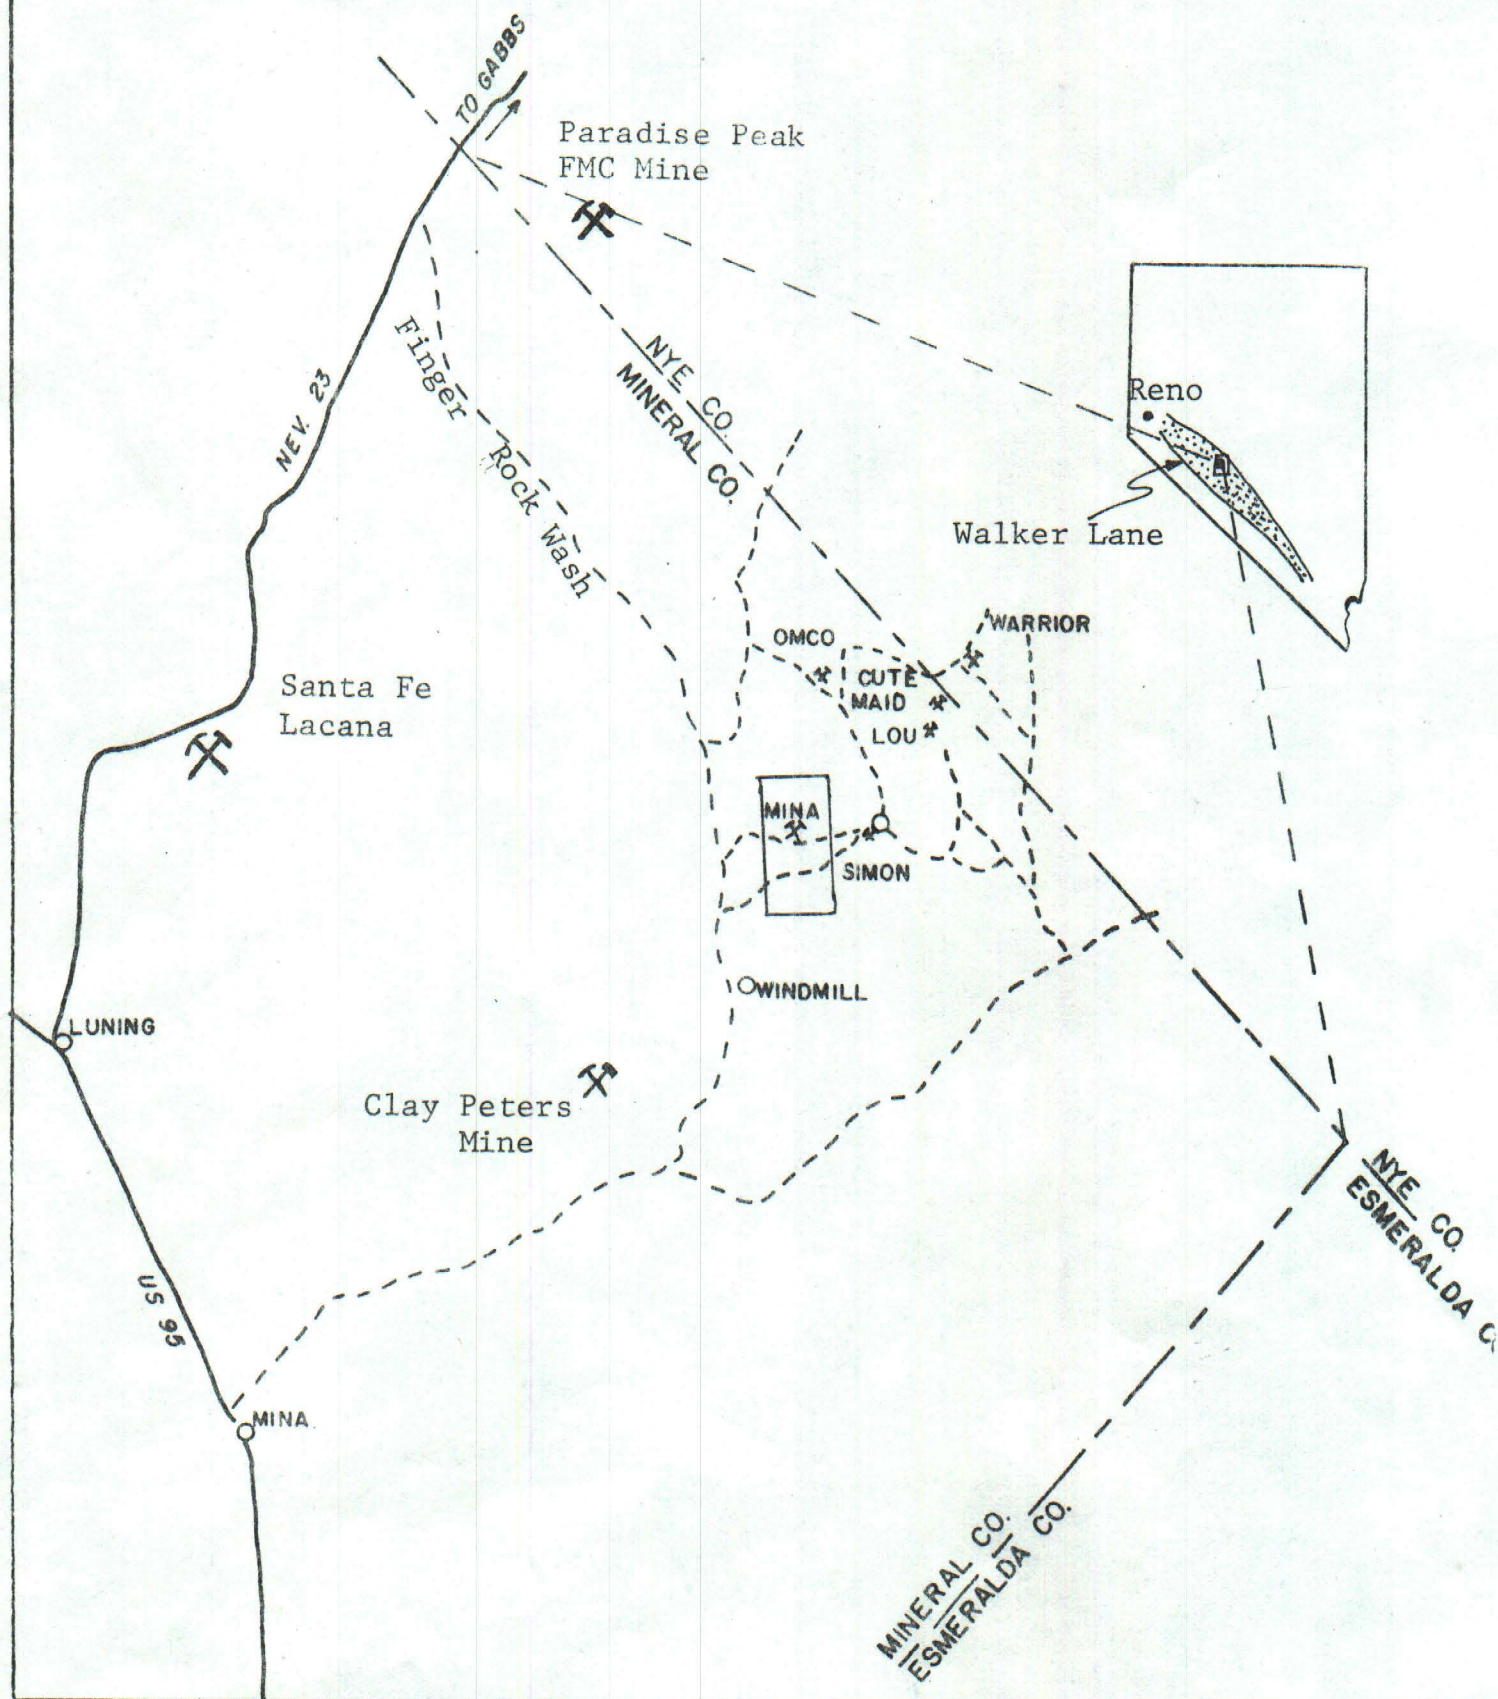 TO GABBS
Paradise Peak
FMC Mine
NEV. 23
Finger Rock Wash
NYE CO.
MINERAL CO.
Reno
Walker Lane
WARRIOR
OMCO
CUTE
MAID
LOU
Santa Fe
Lacana
MINA
SIMON
WINDMILL
LUNING
Clay Peters
Mine
NYE CO.
ESMERALDA C
US 95
MINA
MINERAL CO.
ESMERALDA CO.